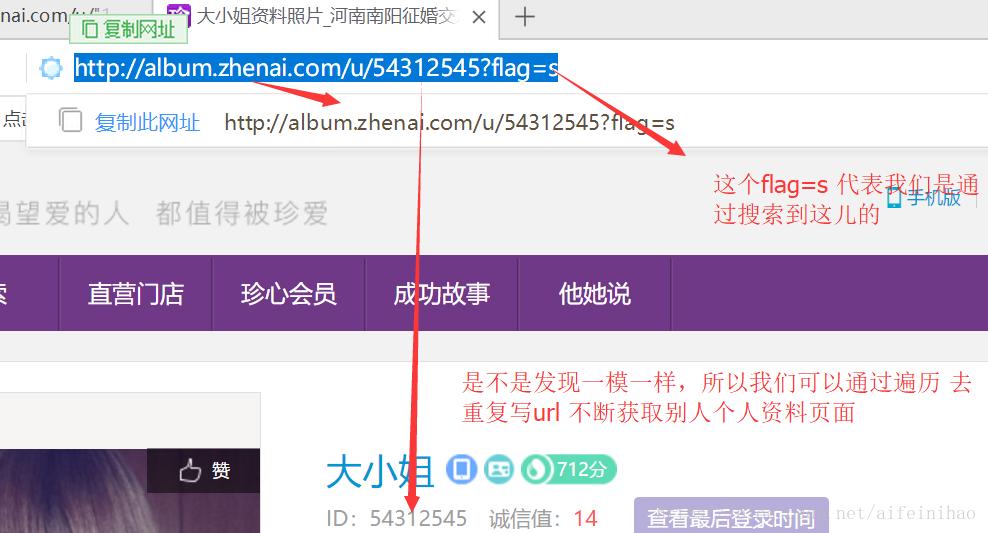 nai.com/u/"1
大小姐资料照片_河南南阳征婚交
复制网址
http://album.zhenai.com/u/54312545?flag=s
点击
复制此网址 http://album.zhenai.com/u/54312545?flag=s
这个flag=s 代表我们是通
过搜索到这儿的
手机版
渴望爱的人 都值得被珍爱
索 直营门店 珍心会员 成功故事 他她说
是不是发现一模一样，所以我们可以通过遍历 去
重复写url 不断获取别人个人资料页面
赞
大小姐 712分
ID：54312545 诚信值：14 查看最后登录时间
net/aifeinihao